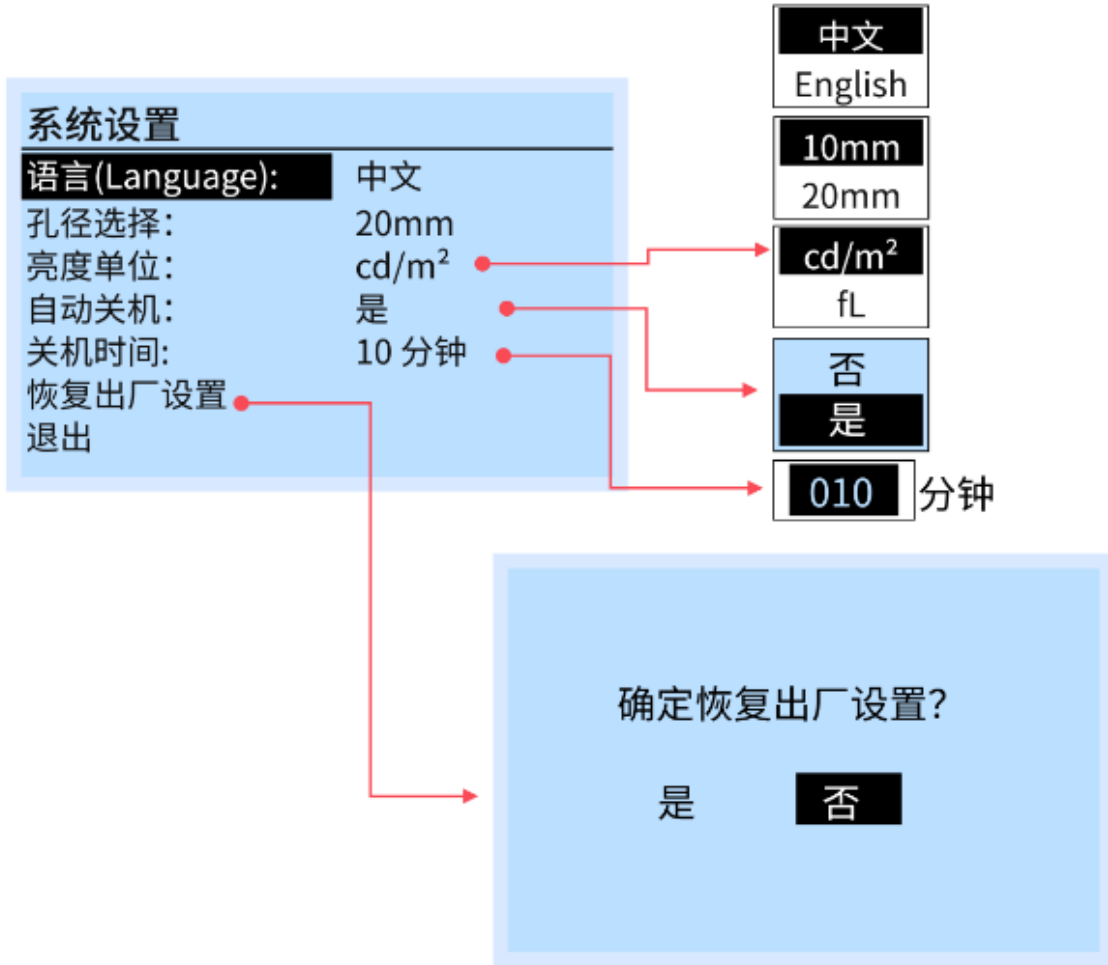 系统设置
语言(Language): 中文
孔径选择： 20mm
亮度单位： cd/m²
自动关机： 是
关机时间: 10 分钟
恢复出厂设置
退出
中文
English
10mm
20mm
cd/m²
fL
否
是
010 分钟
确定恢复出厂设置?
是 否